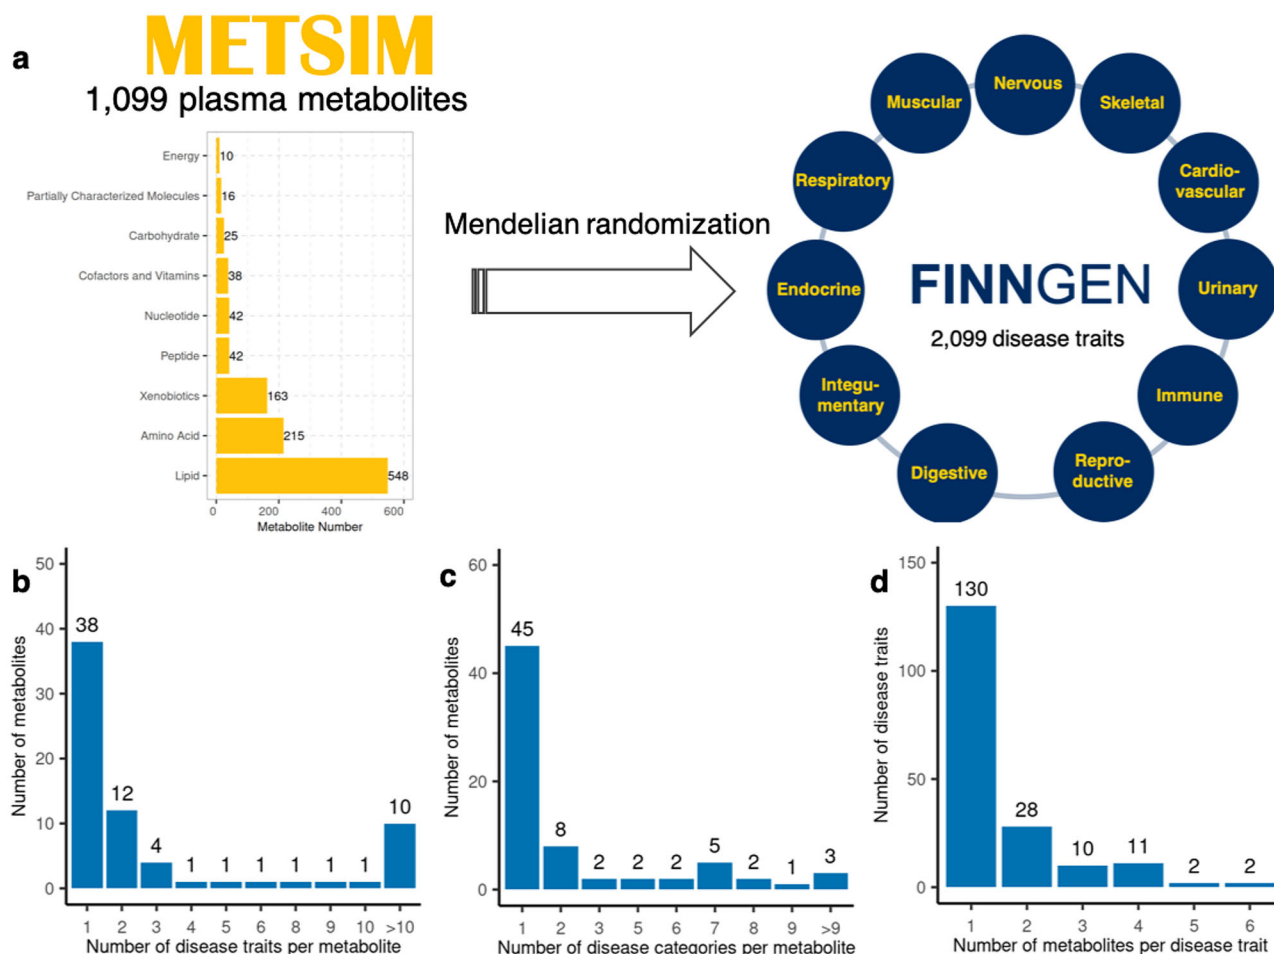 a
METSIM
1,099 plasma metabolites
Energy
10
Partially Characterized Molecules
16
Carbohydrate
25
Cofactors and Vitamins
38
Nucleotide
42
Peptide
42
Xenobiotics
163
Amino Acid
215
Lipid
548
0 200 400 600
Metabolite Number
Mendelian randomization
Nervous
Muscular
Skeletal
Respiratory
Cardio-
vascular
Endocrine
FINNGEN
2,099 disease traits
Urinary
Integu-
mentary
Immune
Digestive
Repro-
ductive
b
Number of metabolites
50
40
30
20
10
0
38
12
4
1
1
1
1
1
1
10
1 2 3 4 5 6 8 9 10 >10
Number of disease traits per metabolite
c
Number of metabolites
60
40
20
0
45
8
2
2
2
5
2
1
3
1 2 3 5 6 7 8 9 >9
Number of disease categories per metabolite
d
Number of disease traits
150
100
50
0
130
28
10
11
2
2
1 2 3 4 5 6
Number of metabolites per disease trait